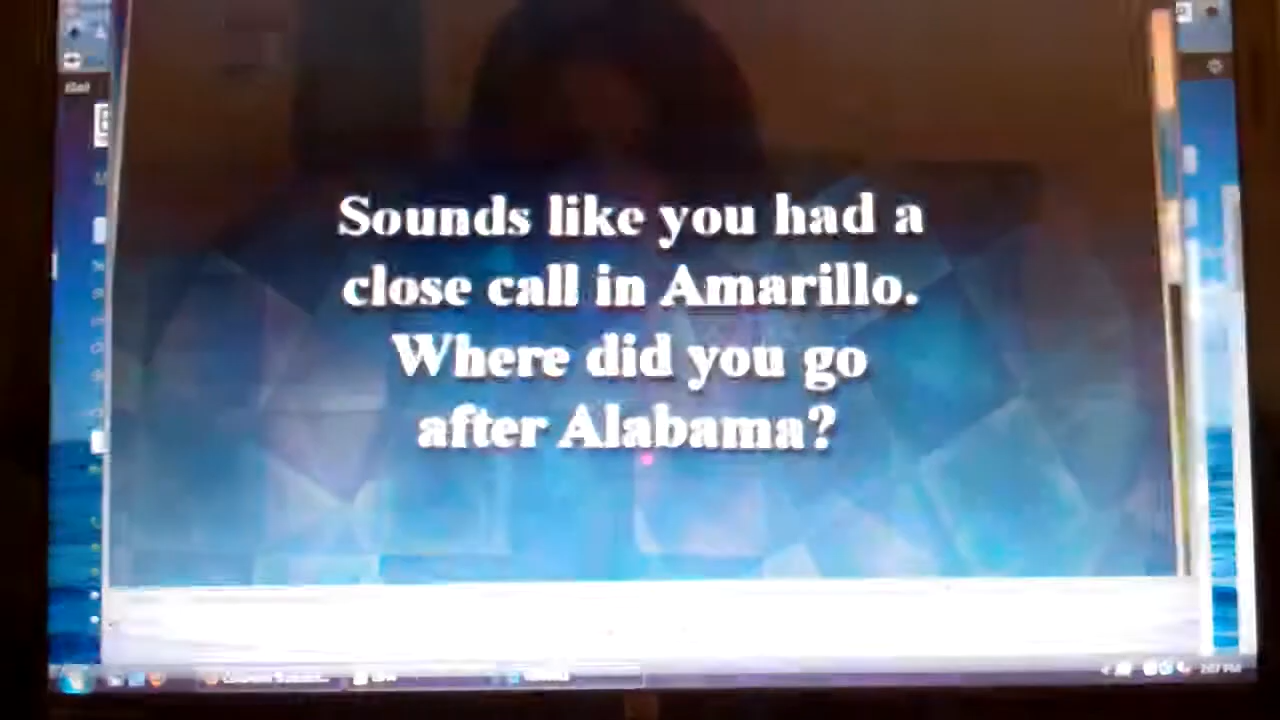 Sounds like you had a
close call in Amarillo.
Where did you go
after Alabama?